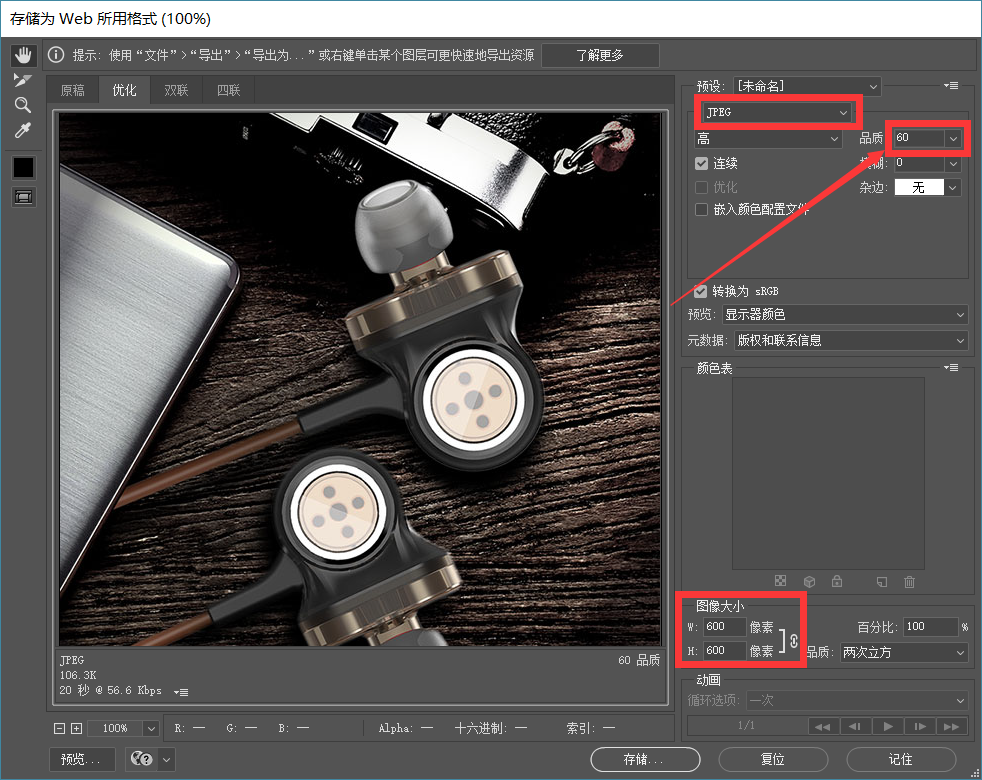 存储为 Web 所用格式 (100%)
提示: 使用“文件”>“导出”>“导出为...”或右键单击某个图层可更快速地导出资源
了解更多
原稿 优化 双联 四联
预设: [未命名]
JPEG
高 品质: 60
连续 模糊: 0
优化 杂边: 无
嵌入颜色配置文件
转换为 sRGB
预览: 显示器颜色
元数据: 版权和联系信息
颜色表
图像大小
W: 600 像素 百分比: 100 %
H: 600 像素 品质: 两次立方
动画
循环选项: 一次
1/1
JPEG 60 品质
106.3K
20 秒 @ 56.6 Kbps
100% R: — G: — B: — Alpha: — 十六进制: — 索引: —
预览... 存储... 复位 记住